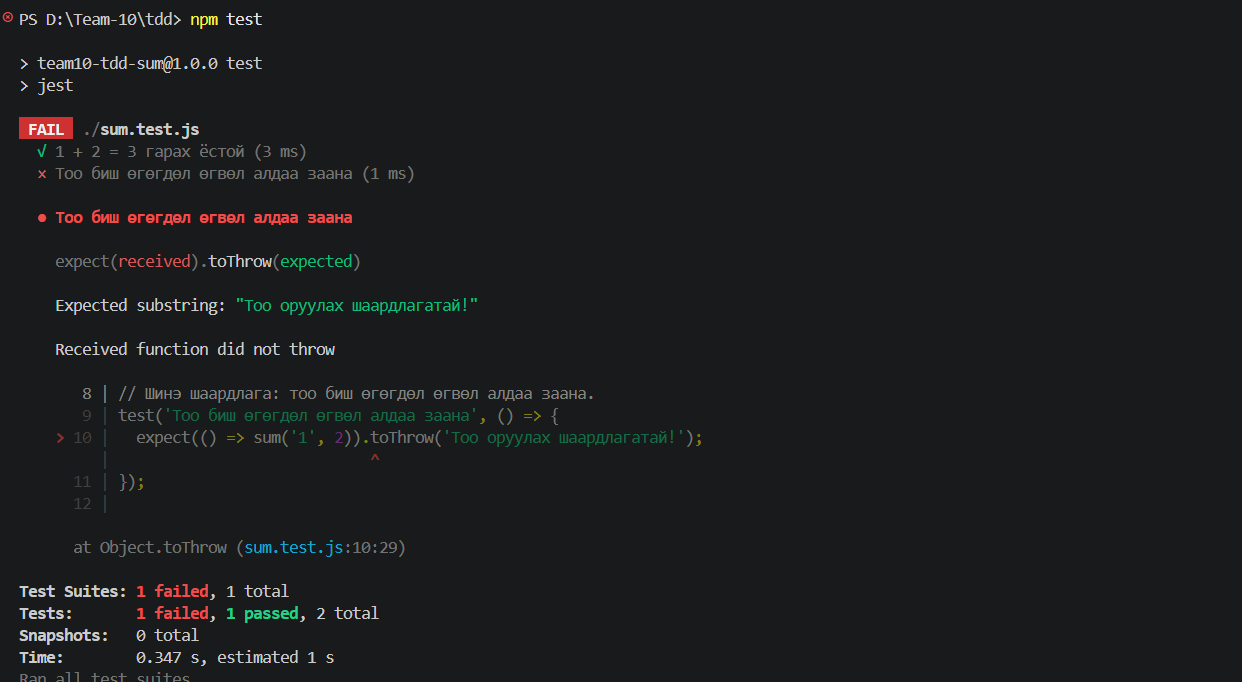 PS D:\Team-10\tdd> npm test
> team10-tdd-sum@1.0.0 test
> jest
FAIL ./sum.test.js
√ 1 + 2 = 3 гарах ёстой (3 ms)
× Тоо биш өгөгдөл өгвөл алдаа заана (1 ms)
● Тоо биш өгөгдөл өгвөл алдаа заана
expect(received).toThrow(expected)
Expected substring: "Тоо оруулах шаардлагатай!"
Received function did not throw
8 | // Шинэ шаардлага: тоо биш өгөгдөл өгвөл алдаа заана.
9 | test('Тоо биш өгөгдөл өгвөл алдаа заана', () => {
> 10 | expect(() => sum('1', 2)).toThrow('Тоо оруулах шаардлагатай!');
| ^
11 | });
12 |
at Object.toThrow (sum.test.js:10:29)
Test Suites: 1 failed, 1 total
Tests: 1 failed, 1 passed, 2 total
Snapshots: 0 total
Time: 0.347 s, estimated 1 s
Ran all test suites.